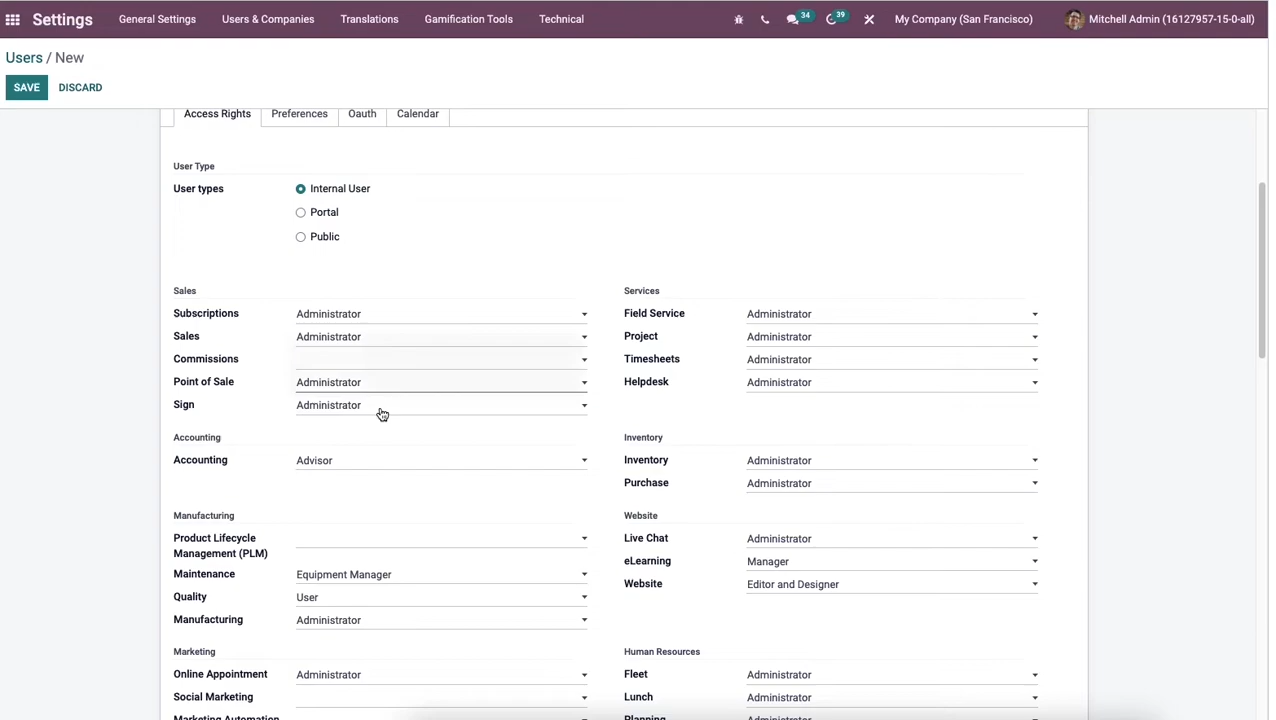 Settings General Settings Users & Companies Translations Gamification Tools Technical 34 39 My Company (San Francisco) Mitchell Admin (16127957-15-0-all)
Users / New
SAVE DISCARD
Access Rights Preferences Oauth Calendar
User Type
User types Internal User
Portal
Public
Sales Services
Subscriptions Administrator Field Service Administrator
Sales Administrator Project Administrator
Commissions Timesheets Administrator
Point of Sale Administrator Helpdesk Administrator
Sign Administrator
Accounting Inventory
Accounting Advisor Inventory Administrator
Purchase Administrator
Manufacturing Website
Product Lifecycle Live Chat Administrator
Management (PLM)
eLearning Manager
Maintenance Equipment Manager
Website Editor and Designer
Quality User
Manufacturing Administrator
Marketing Human Resources
Online Appointment Administrator Fleet Administrator
Social Marketing Lunch Administrator
Marketing Automation Planning Administrator